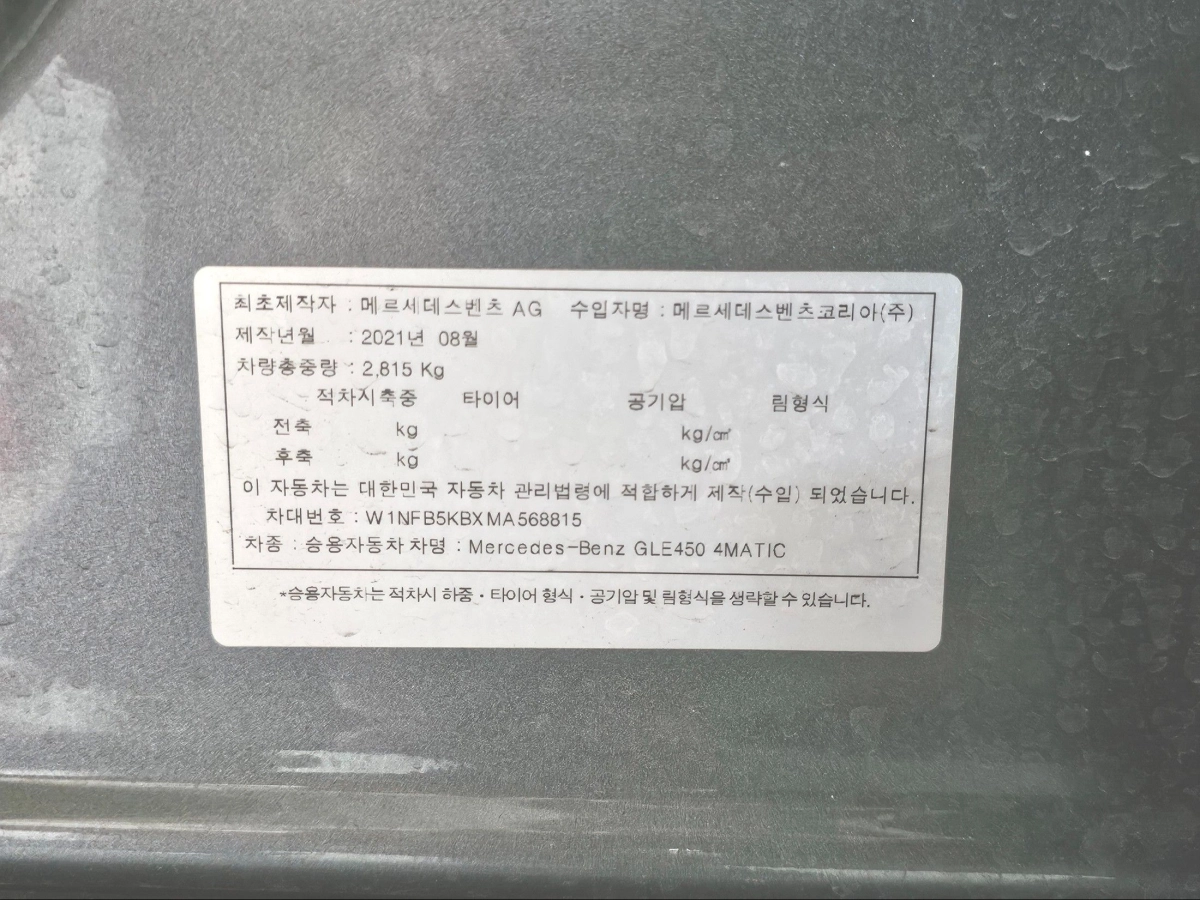 최초제작자 : 메르세데스벤츠 AG 수입자명 : 메르세데스벤츠코리아(주)
제작년월 : 2021년 08월
차량총중량 : 2,815 Kg
적차시축중 타이어 공기압 림형식
전축 kg kg/㎠
후축 kg kg/㎠
이 자동차는 대한민국 자동차 관리법령에 적합하게 제작(수입) 되었습니다.
차대번호 : W1NFB5KBXMA568815
차종 : 승용자동차 차명 : Mercedes-Benz GLE450 4MATIC
*승용자동차는 적차시 하중·타이어 형식·공기압 및 림형식을 생략할 수 있습니다.